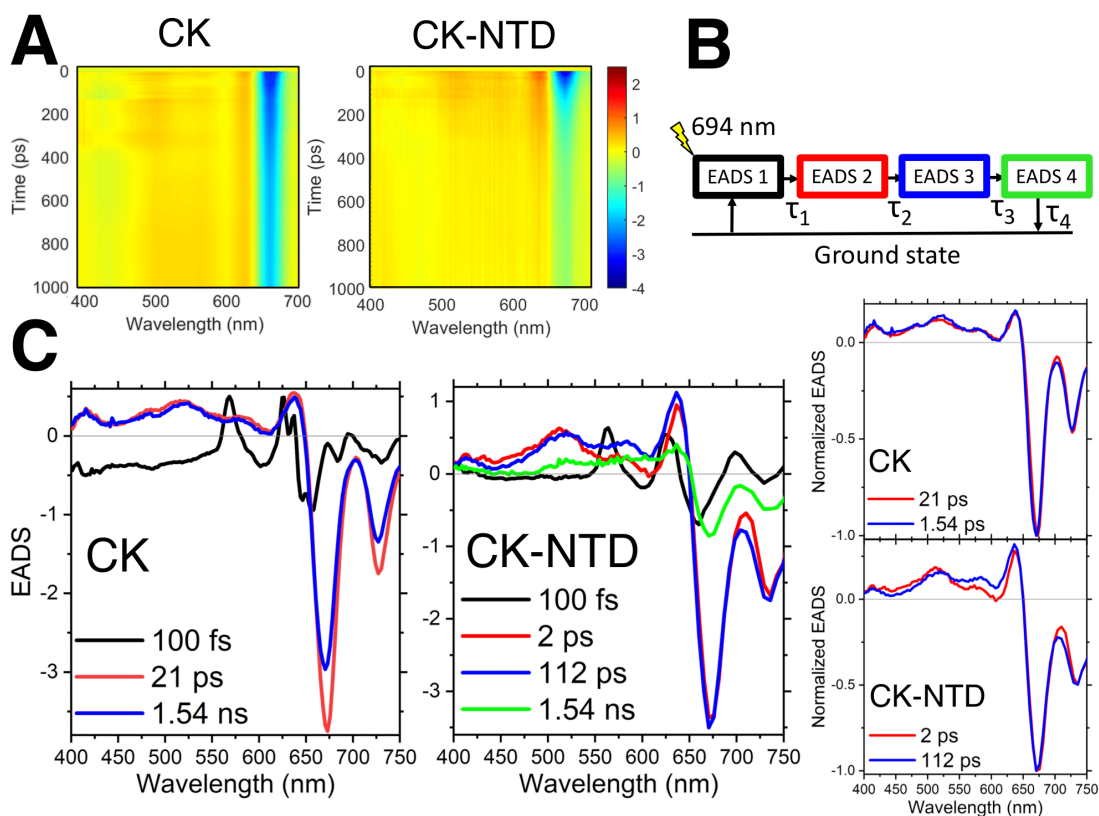 A
CK
CK-NTD
B
0
200
400
600
800
1000
Time (ps)
400
500
600
700
Wavelength (nm)
0
200
400
600
800
1000
Time (ps)
400
500
600
700
Wavelength (nm)
2
1
0
-1
-2
-3
-4
694 nm
EADS 1
EADS 2
EADS 3
EADS 4
τ1
τ2
τ3
τ4
Ground state
C
EADS
0
-1
-2
-3
CK
100 fs
21 ps
1.54 ns
400 450 500 550 600 650 700 750
Wavelength (nm)
1
0
-1
-2
-3
CK-NTD
100 fs
2 ps
112 ps
1.54 ns
400 450 500 550 600 650 700 750
Wavelength (nm)
Normalized EADS
0.0
-0.5
-1.0
CK
21 ps
1.54 ps
Normalized EADS
0.0
-0.5
-1.0
CK-NTD
2 ps
112 ps
400 450 500 550 600 650 700 750
Wavelength (nm)